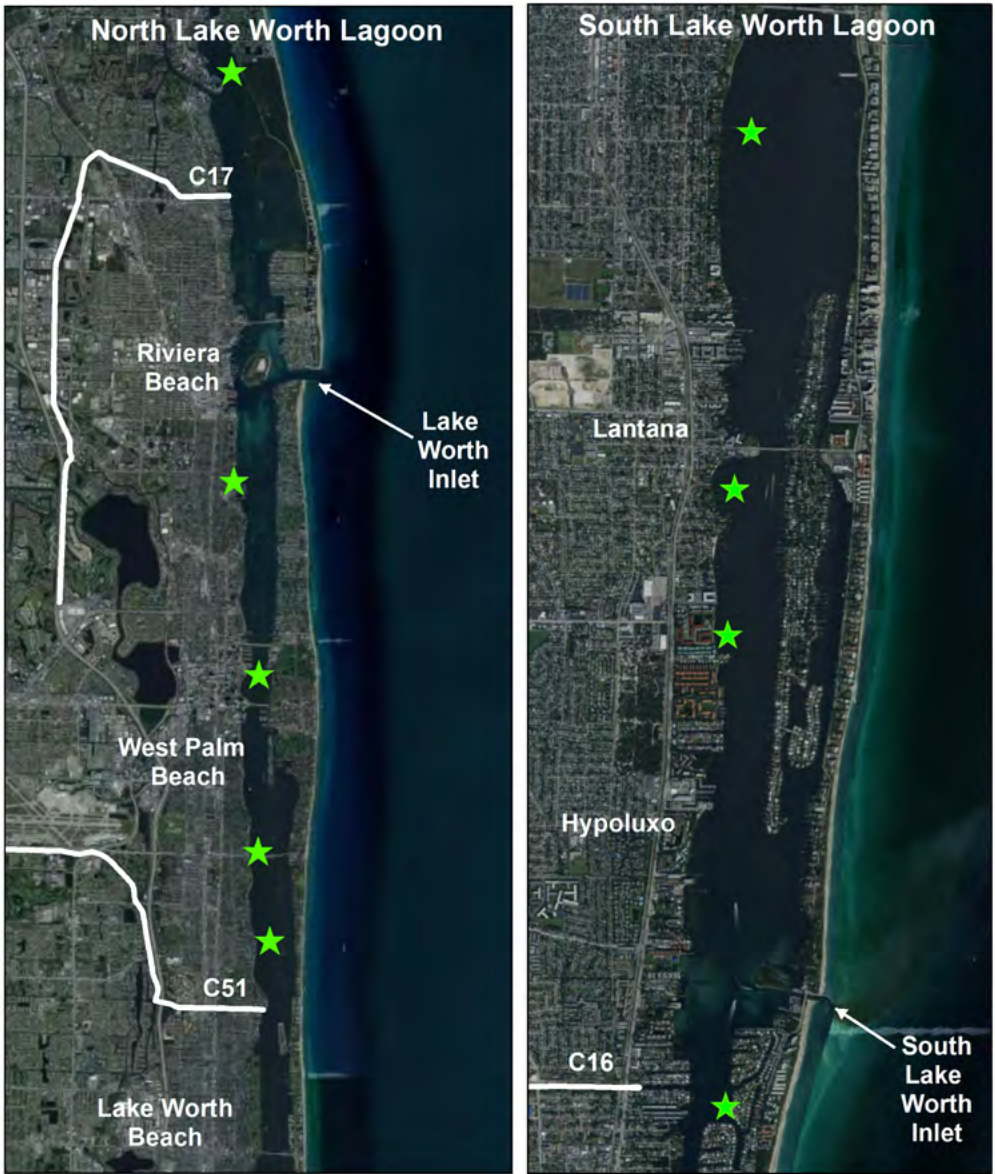 North Lake Worth Lagoon
C17
Riviera
Beach
Lake
Worth
Inlet
West Palm
Beach
C51
Lake Worth
Beach
South Lake Worth Lagoon
Lantana
Hypoluxo
C16
South
Lake
Worth
Inlet